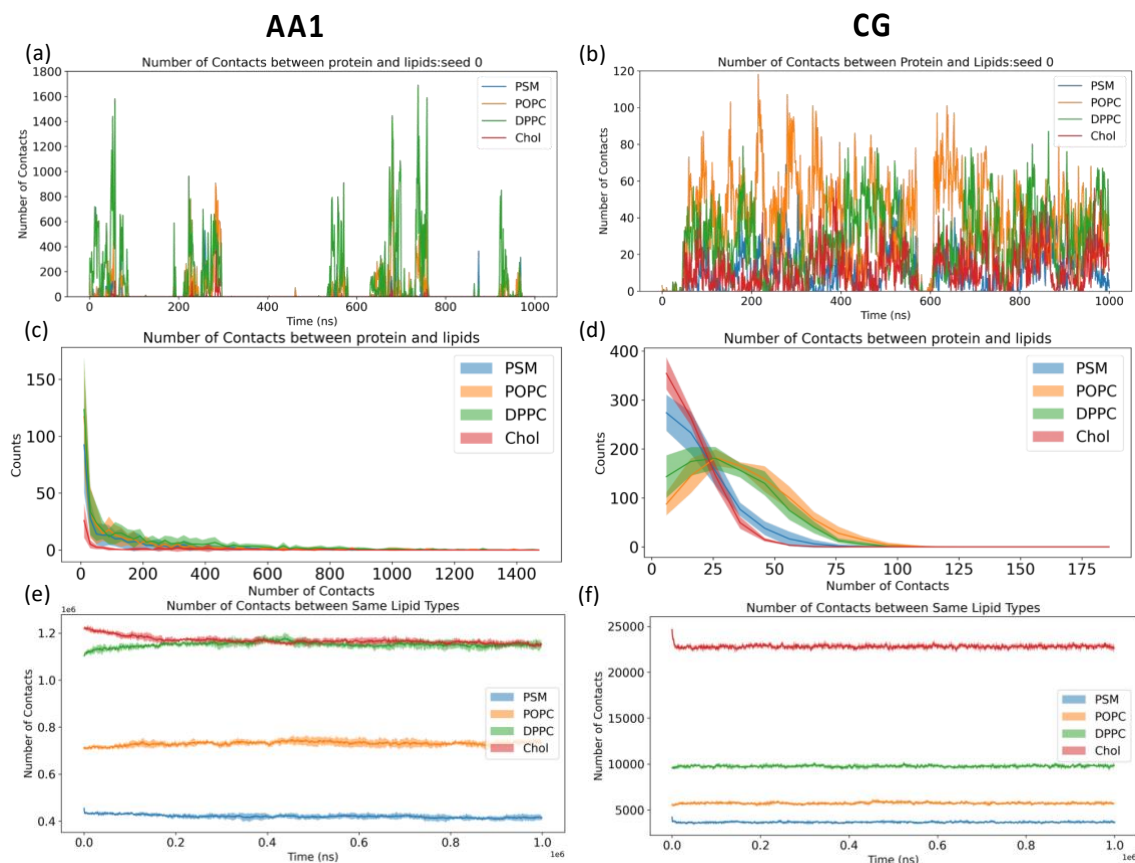 AA1
CG
(a)
Number of Contacts between protein and lipids:seed 0
1800
1600
1400
1200
1000
800
600
400
200
0
Number of Contacts
PSM
POPC
DPPC
Chol
0
200
400
600
800
1000
Time (ns)
(b)
Number of Contacts between Protein and Lipids:seed 0
120
100
80
60
40
20
0
Number of Contacts
PSM
POPC
DPPC
Chol
0
200
400
600
800
1000
Time (ns)
(c)
Number of Contacts between protein and lipids
150
100
50
0
Counts
PSM
POPC
DPPC
Chol
0
200
400
600
800
1000
1200
1400
Number of Contacts
(d)
Number of Contacts between protein and lipids
400
300
200
100
0
Counts
PSM
POPC
DPPC
Chol
0
25
50
75
100
125
150
175
Number of Contacts
(e)
1e6
Number of Contacts between Same Lipid Types
1.2
1.0
0.8
0.6
0.4
Number of Contacts
PSM
POPC
DPPC
Chol
0.0
0.2
0.4
0.6
0.8
1.0
Time (ns)
1e6
(f)
Number of Contacts between Same Lipid Types
25000
20000
15000
10000
5000
Number of Contacts
PSM
POPC
DPPC
Chol
0.0
0.2
0.4
0.6
0.8
1.0
Time (ns)
1e6